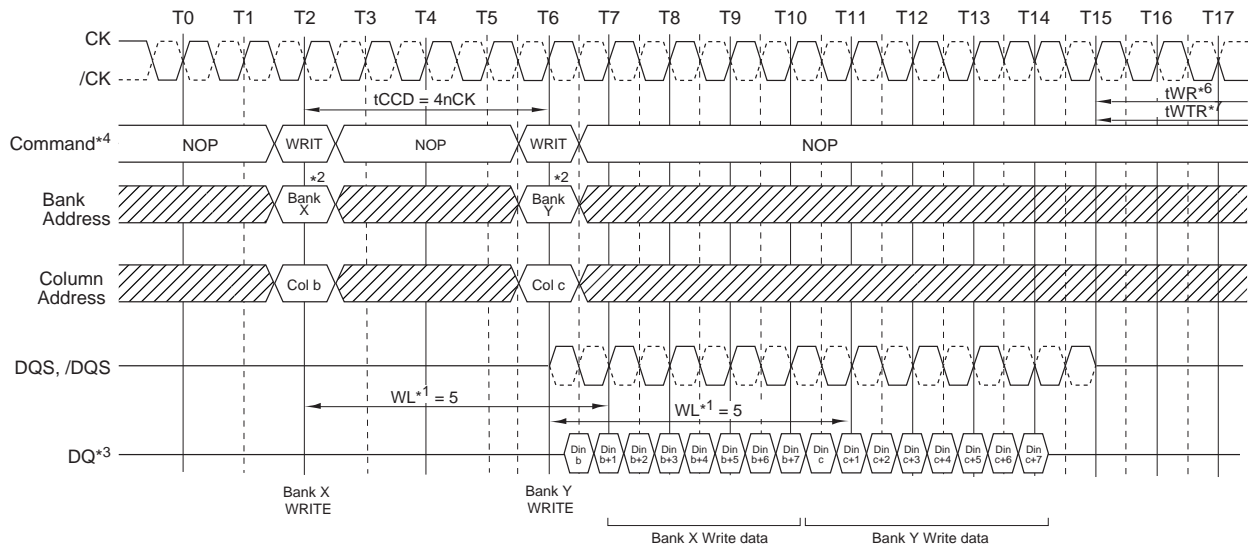 T0 T1 T2 T3 T4 T5 T6 T7 T8 T9 T10 T11 T12 T13 T14 T15 T16 T17
CK
/CK
tCCD = 4nCK
tWR*6
tWTR*7
Command*4
NOP WRIT NOP WRIT NOP
*2 *2
Bank Address
Bank X
Bank Y
Column Address
Col b Col c
DQS, /DQS
WL*1 = 5
WL*1 = 5
DQ*3
Din b Din b+1 Din b+2 Din b+3 Din b+4 Din b+5 Din b+6 Din b+7 Din c Din c+1 Din c+2 Din c+3 Din c+4 Din c+5 Din c+6 Din c+7
Bank X WRITE
Bank Y WRITE
Bank X Write data
Bank Y Write data